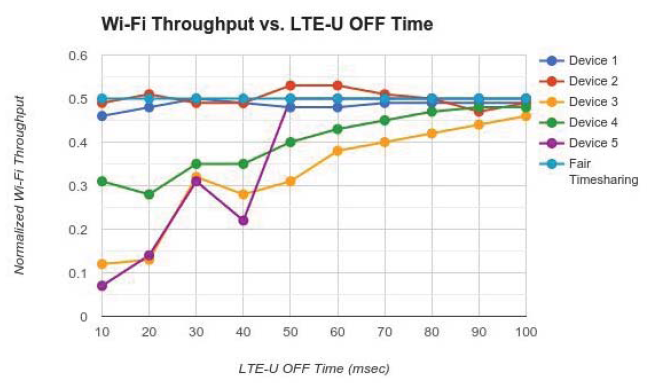 Wi-Fi Throughput vs. LTE-U OFF Time
Normalized Wi-Fi Throughput
0.6
0.5
0.4
0.3
0.2
0.1
0
10 20 30 40 50 60 70 80 90 100
LTE-U OFF Time (msec)
Device 1
Device 2
Device 3
Device 4
Device 5
Fair
Timesharing